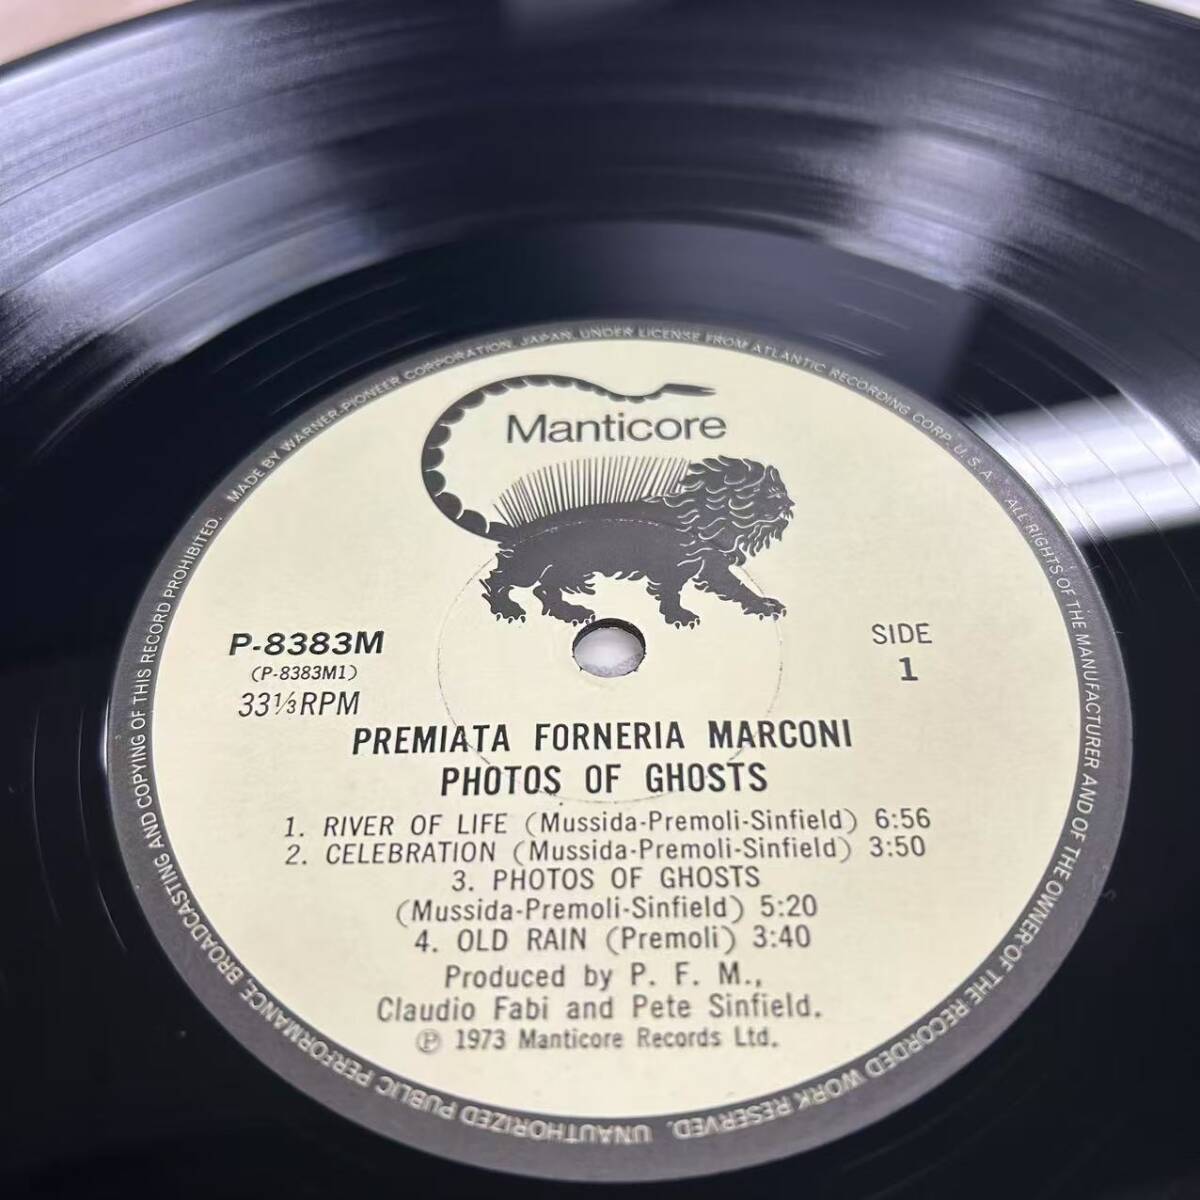 MADE BY WARNER-PIONEER CORPORATION, JAPAN, UNDER LICENSE FROM ATLANTIC RECORDING CORP. U.S.A. ALL RIGHTS OF THE MANUFACTURER AND OF THE OWNER OF THE RECORDED WORK RESERVED. UNAUTHORIZED PUBLIC PERFORMANCE, BROADCASTING AND COPYING OF THIS RECORD PROHIBITED.
Manticore
P-8383M
(P-8383M1)
33⅓RPM
SIDE
1
PREMIATA FORNERIA MARCONI
PHOTOS OF GHOSTS
1. RIVER OF LIFE (Mussida-Premoli-Sinfield) 6:56
2. CELEBRATION (Mussida-Premoli-Sinfield) 3:50
3. PHOTOS OF GHOSTS
(Mussida-Premoli-Sinfield) 5:20
4. OLD RAIN (Premoli) 3:40
Produced by P. F. M.,
Claudio Fabi and Pete Sinfield.
℗ 1973 Manticore Records Ltd.